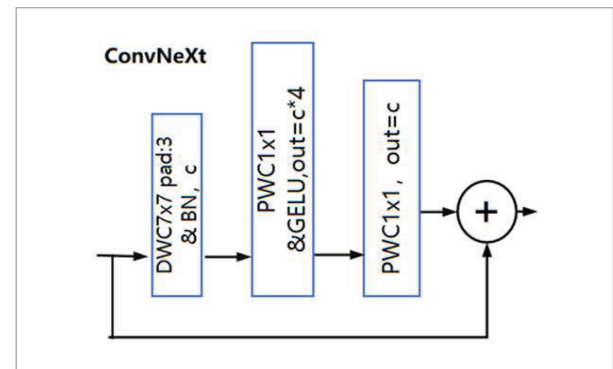 ConvNeXt
DWC7x7 pad:3
& BN, c
PWC1x1
&GELU,out=c*4
PWC1x1, out=c
+